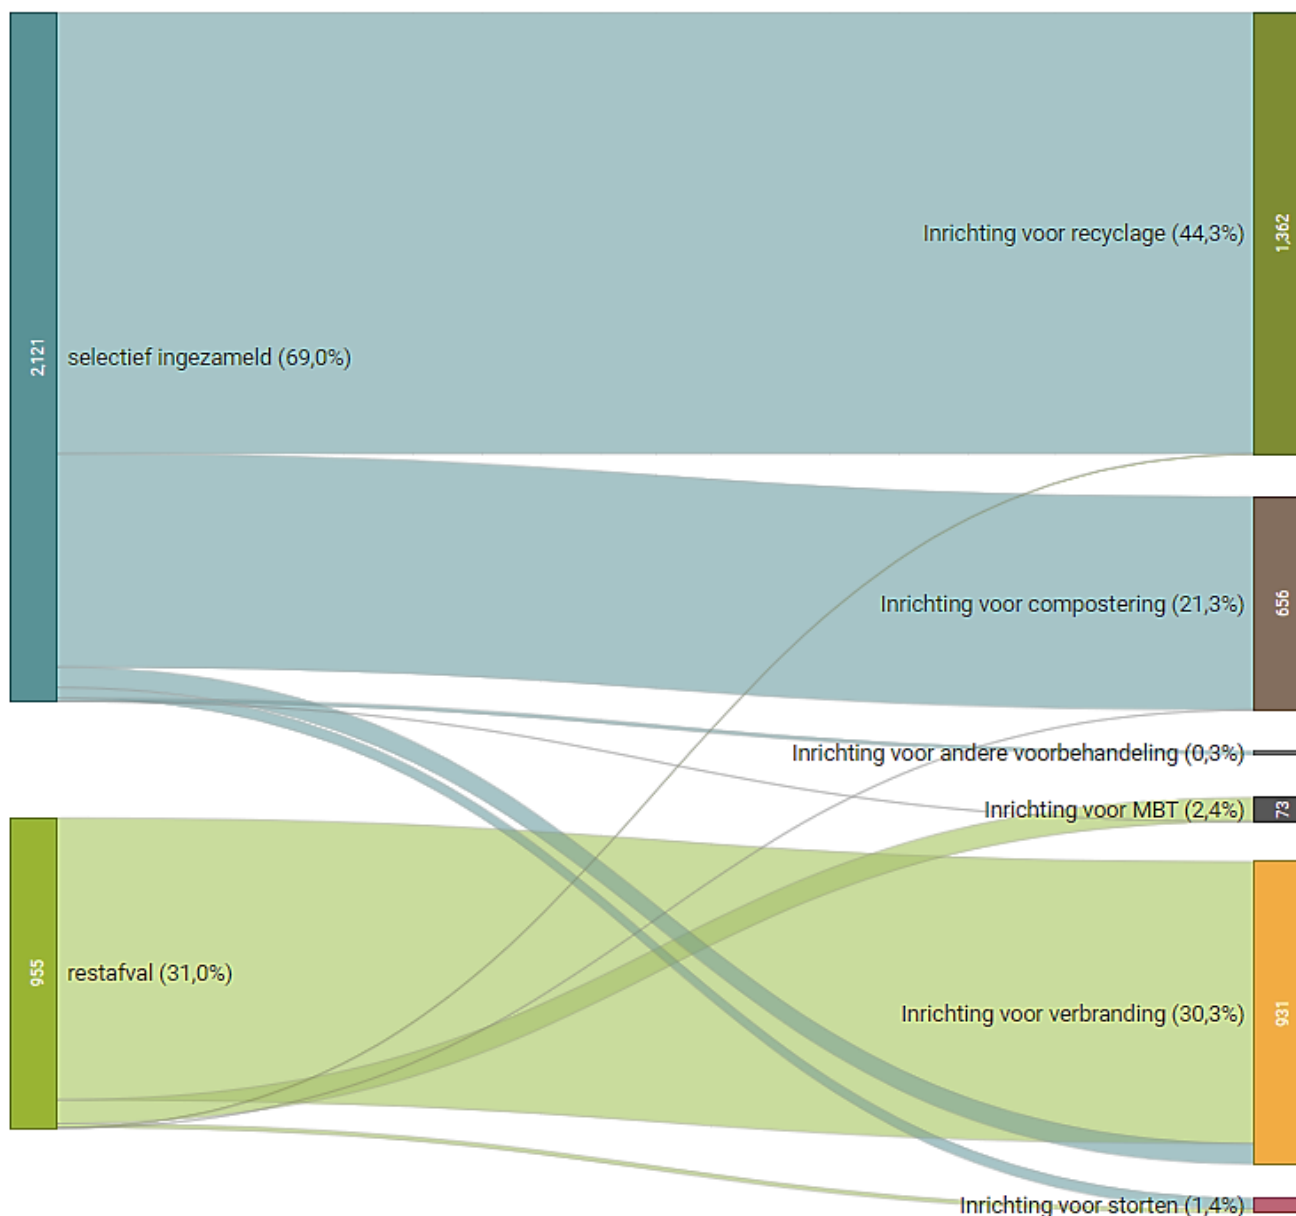 Inrichting voor recyclage (44,3%)
1,362
2,121
selectief ingezameld (69,0%)
Inrichting voor compostering (21,3%)
656
Inrichting voor andere voorbehandeling (0,3%)
Inrichting voor MBT (2,4%)
73
955
restafval (31,0%)
Inrichting voor verbranding (30,3%)
931
Inrichting voor storten (1,4%)